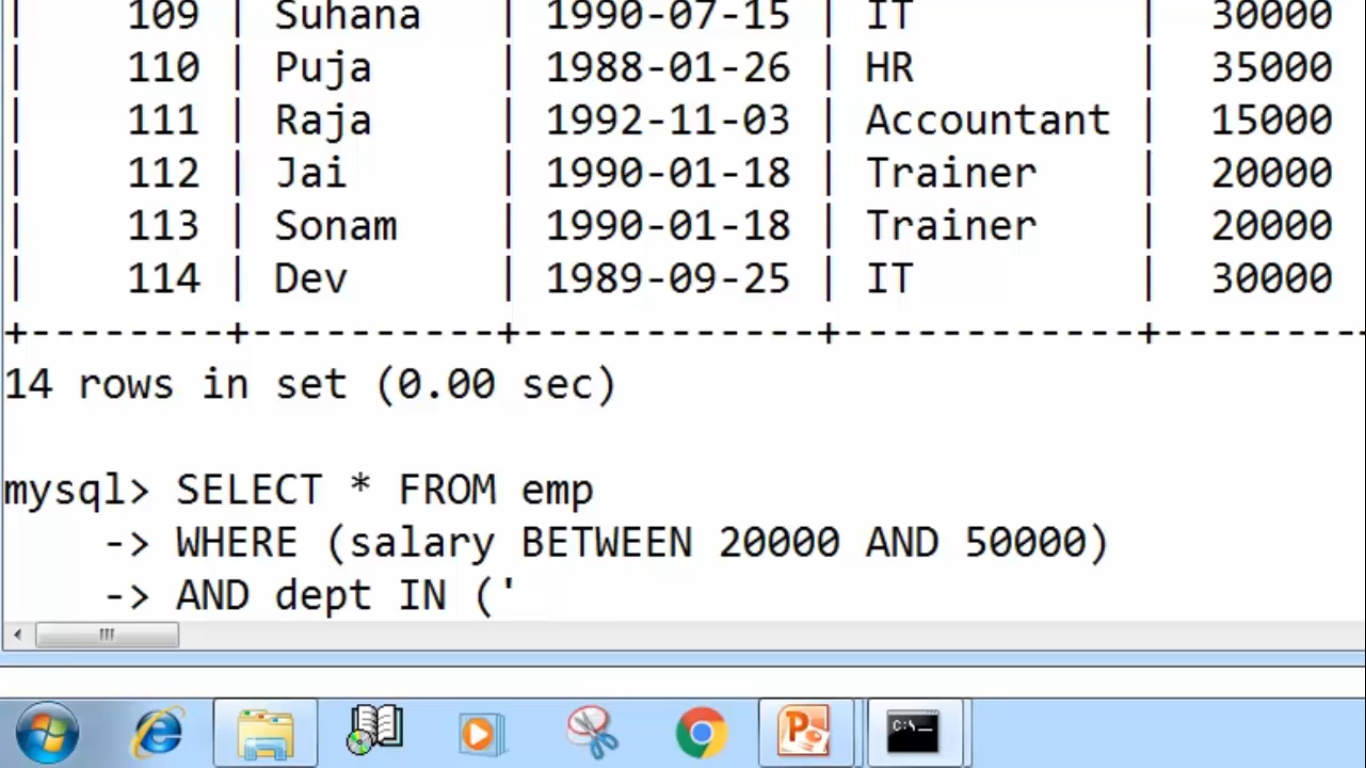 |    109 | Suhana   | 1990-07-15 | IT         |  30000
|    110 | Puja     | 1988-01-26 | HR         |  35000
|    111 | Raja     | 1992-11-03 | Accountant |  15000
|    112 | Jai      | 1990-01-18 | Trainer    |  20000
|    113 | Sonam    | 1990-01-18 | Trainer    |  20000
|    114 | Dev      | 1989-09-25 | IT         |  30000
+--------+----------+------------+------------+--------
14 rows in set (0.00 sec)
mysql> SELECT * FROM emp
    -> WHERE (salary BETWEEN 20000 AND 50000)
    -> AND dept IN ('
C:\_